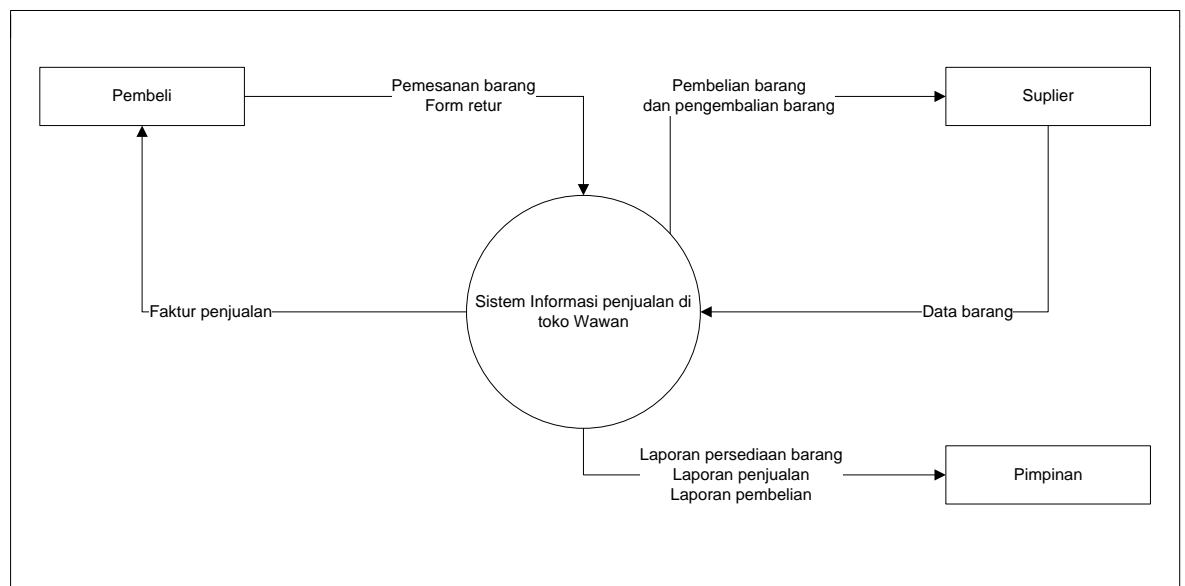 Pembeli
Pemesanan barang
Form retur
Pembelian barang
dan pengembalian barang
Suplier
Faktur penjualan
Sistem Informasi penjualan di
toko Wawan
Data barang
Laporan persediaan barang
Laporan penjualan
Laporan pembelian
Pimpinan